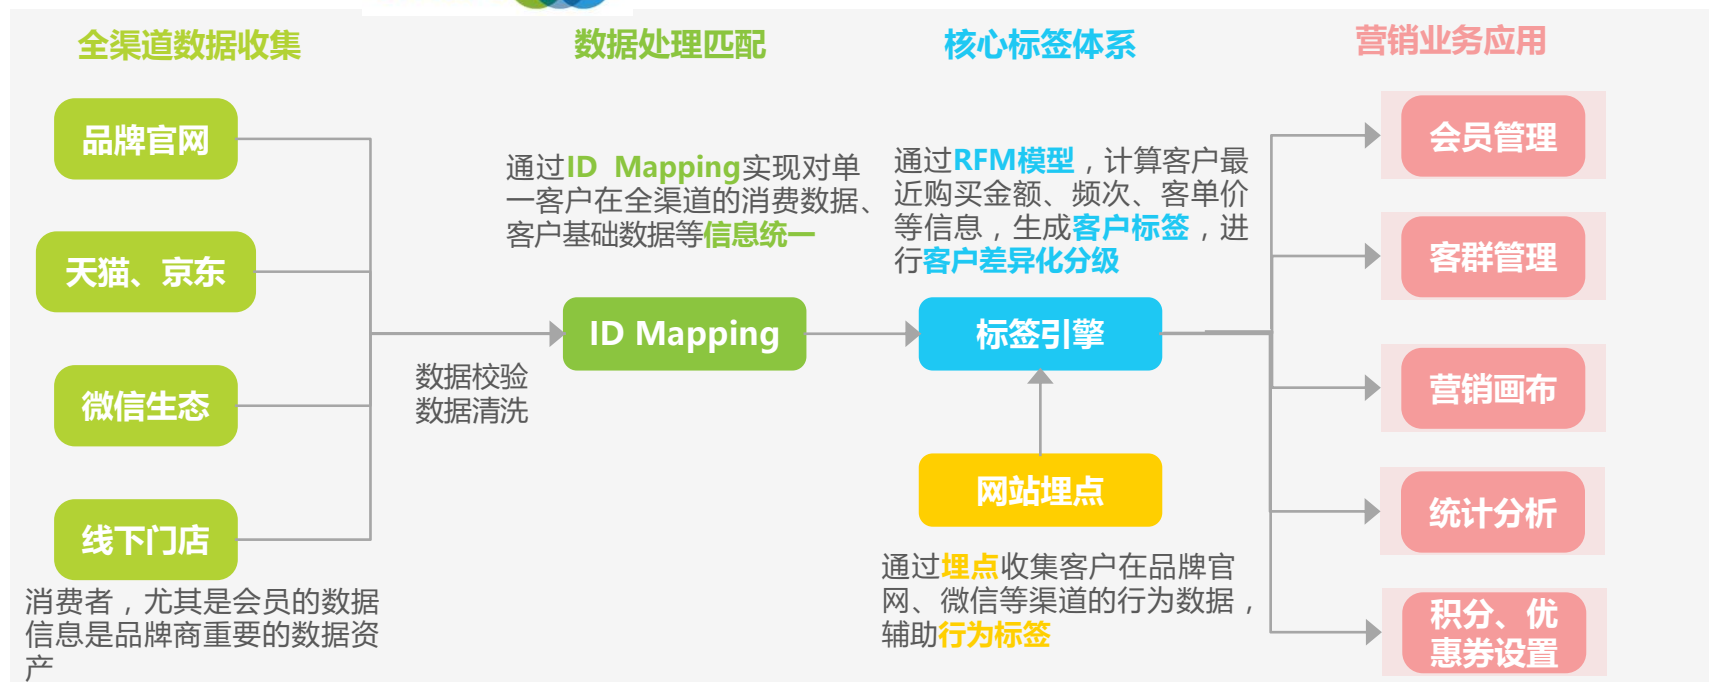 全渠道数据收集
数据处理匹配
核心标签体系
营销业务应用
品牌官网
天猫、京东
微信生态
线下门店
消费者，尤其是会员的数据
信息是品牌商重要的数据资
产
数据校验
数据清洗
通过ID Mapping实现对单
一客户在全渠道的消费数据、
客户基础数据等信息统一
ID Mapping
通过RFM模型，计算客户最
近购买金额、频次、客单价
等信息，生成客户标签，进
行客户差异化分级
标签引擎
网站埋点
通过埋点收集客户在品牌官
网、微信等渠道的行为数据，
辅助行为标签
会员管理
客群管理
营销画布
统计分析
积分、优
惠券设置